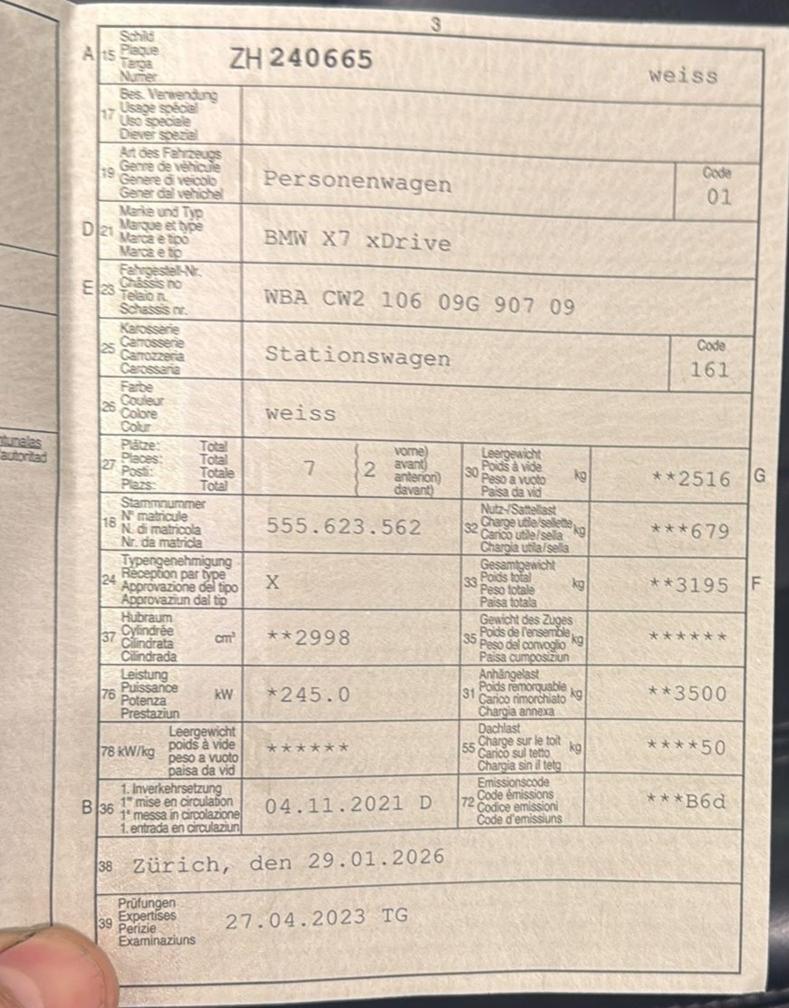 3
A 15 Schild
Plaque
Targa
Numer
ZH 240665 weiss
17 Bes. Verwendung
Usage spécial
Uso speciale
Diever spezial
19 Art des Fahrzeugs
Genre de véhicule
Genere di veicolo
Gener dal vehichel
Personenwagen
Code
01
D 21 Marke und Typ
Marque et type
Marca e tipo
Marca e tip
BMW X7 xDrive
E 23 Fahrgestell-Nr.
Châssis no
Telaio n.
Schassis nr.
WBA CW2 106 09G 907 09
25 Karosserie
Carrosserie
Carrozzeria
Carossaria
Stationswagen
Code
161
26 Farbe
Couleur
Colore
Colur
weiss
27 Plätze: Total
Places: Total
Posti: Totale
Plazs: Total
7 2
vorne)
avant)
anteriori)
davant)
30 Leergewicht
Poids à vide
Peso a vuoto
Paisa da vid
kg **2516 G
18 Stammnummer
N° matricule
N. di matricola
Nr. da matricla
555.623.562
32 Nutz-/Sattellast
Charge utile/sellette
Carico utile/sella
Chargia utila/sella
kg ***679
24 Typengenehmigung
Réception par type
Approvazione del tipo
Approvaziun dal tip
X
33 Gesamtgewicht
Poids total
Peso totale
Paisa totala
kg **3195 F
37 Hubraum
Cylindrée
Cilindrata
Cilindrada
cm³ **2998
35 Gewicht des Zuges
Poids de l'ensemble
Peso del convoglio
Paisa cumposiziun
kg ******
76 Leistung
Puissance
Potenza
Prestaziun
kW *245.0
31 Anhängelast
Poids remorquable
Carico rimorchiato
Chargia annexa
kg **3500
78 kW/kg
Leergewicht
poids à vide
peso a vuoto
paisa da vid
******
55 Dachlast
Charge sur le toit
Carico sul tetto
Chargia sin il tetg
kg ****50
B 36 1. Inverkehrsetzung
1re mise en circulation
1a messa in circolazione
1. entrada en circulaziun
04.11.2021 D
72 Emissionscode
Code émissions
Codice emissioni
Code d'emissiuns
***B6d
38 Zürich, den 29.01.2026
39 Prüfungen
Expertises
Perizie
Examinaziuns
27.04.2023 TG